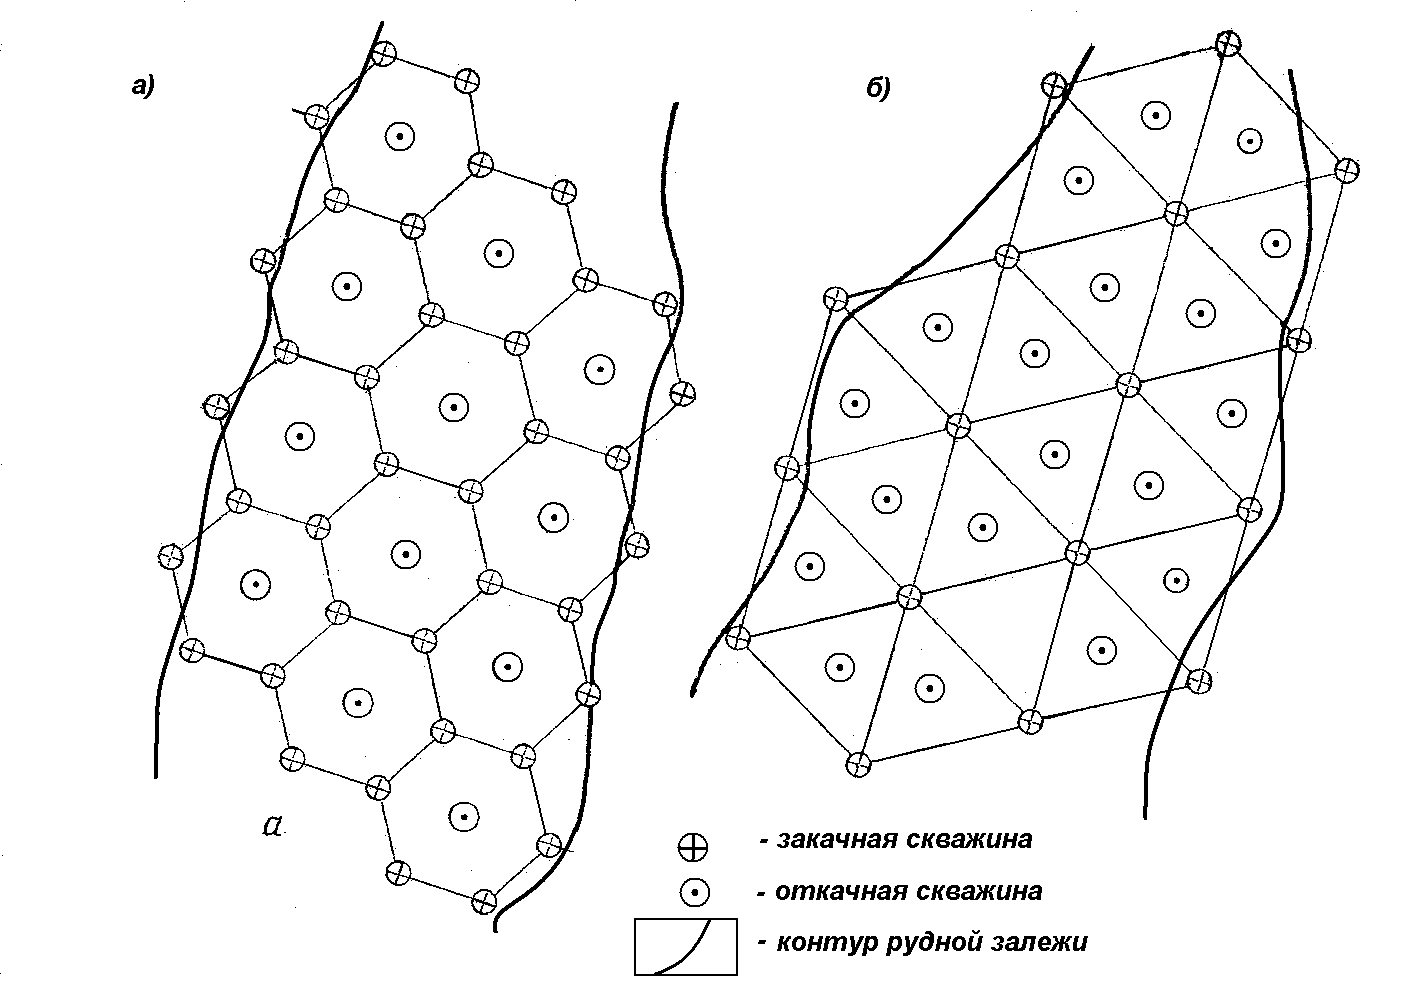 а)
б)
а
- закачная скважина
- откачная скважина
- контур рудной залежи